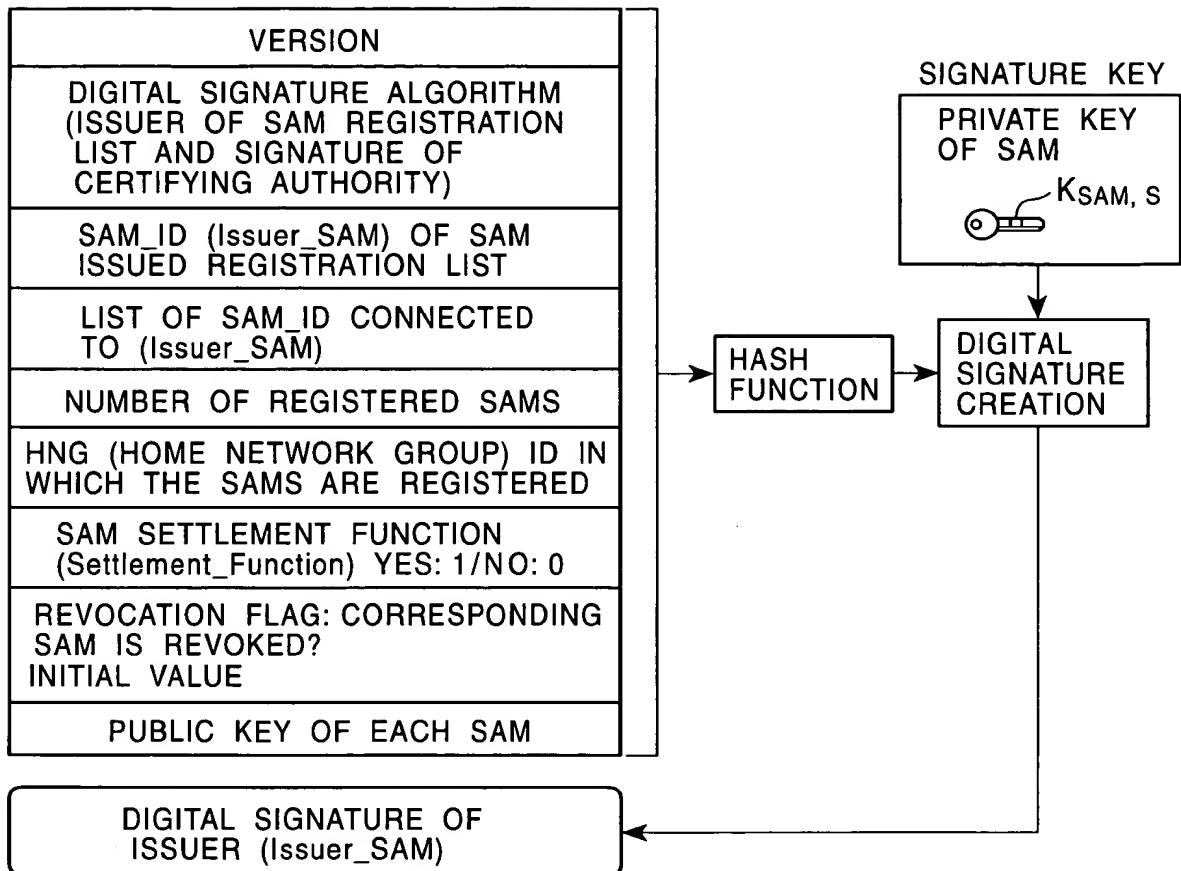 VERSION
DIGITAL SIGNATURE ALGORITHM
(ISSUER OF SAM REGISTRATION
LIST AND SIGNATURE OF
CERTIFYING AUTHORITY)
SAM_ID (Issuer_SAM) OF SAM
ISSUED REGISTRATION LIST
LIST OF SAM_ID CONNECTED
TO (Issuer_SAM)
NUMBER OF REGISTERED SAMS
HNG (HOME NETWORK GROUP) ID IN
WHICH THE SAMS ARE REGISTERED
SAM SETTLEMENT FUNCTION
(Settlement_Function) YES: 1/NO: 0
REVOCATION FLAG: CORRESPONDING
SAM IS REVOKED?
INITIAL VALUE
PUBLIC KEY OF EACH SAM
HASH
FUNCTION
SIGNATURE KEY
PRIVATE KEY
OF SAM
KSAM, S
DIGITAL
SIGNATURE
CREATION
DIGITAL SIGNATURE OF
ISSUER (Issuer_SAM)